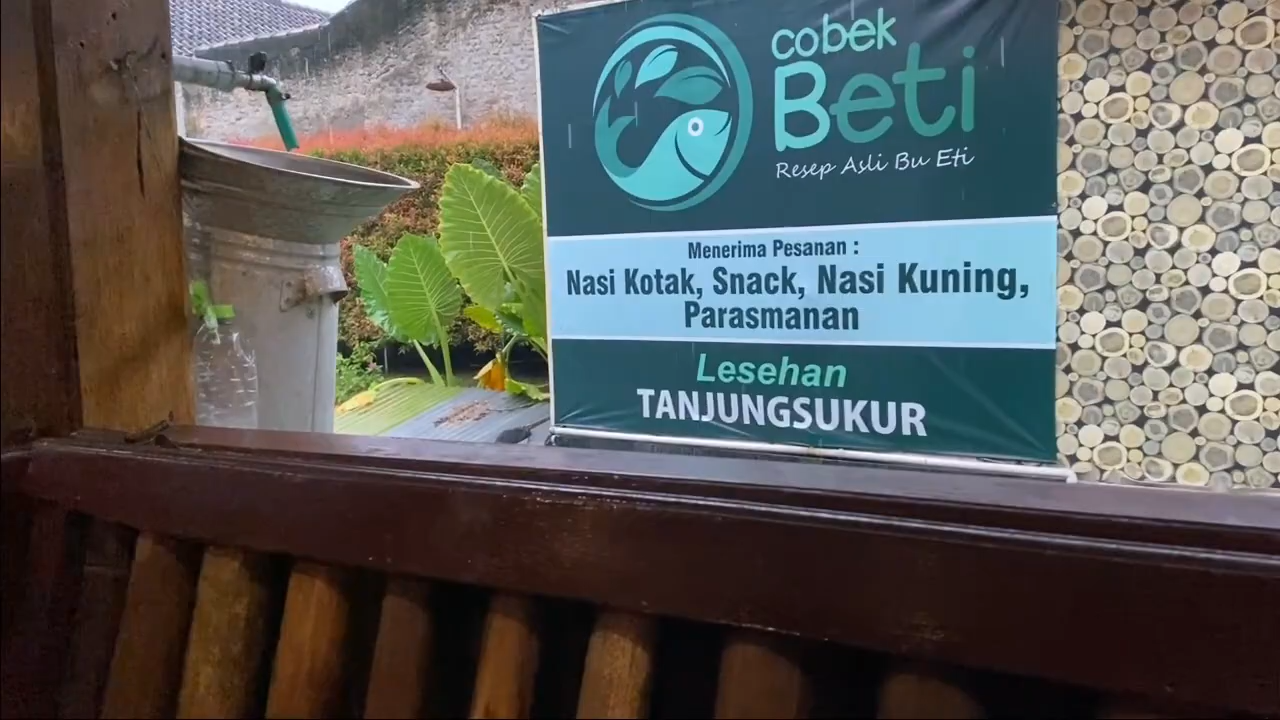 cobek
Beti
Resep Asli Bu Eti
Menerima Pesanan :
Nasi Kotak, Snack, Nasi Kuning,
Parasmanan
Lesehan
TANJUNGSUKUR